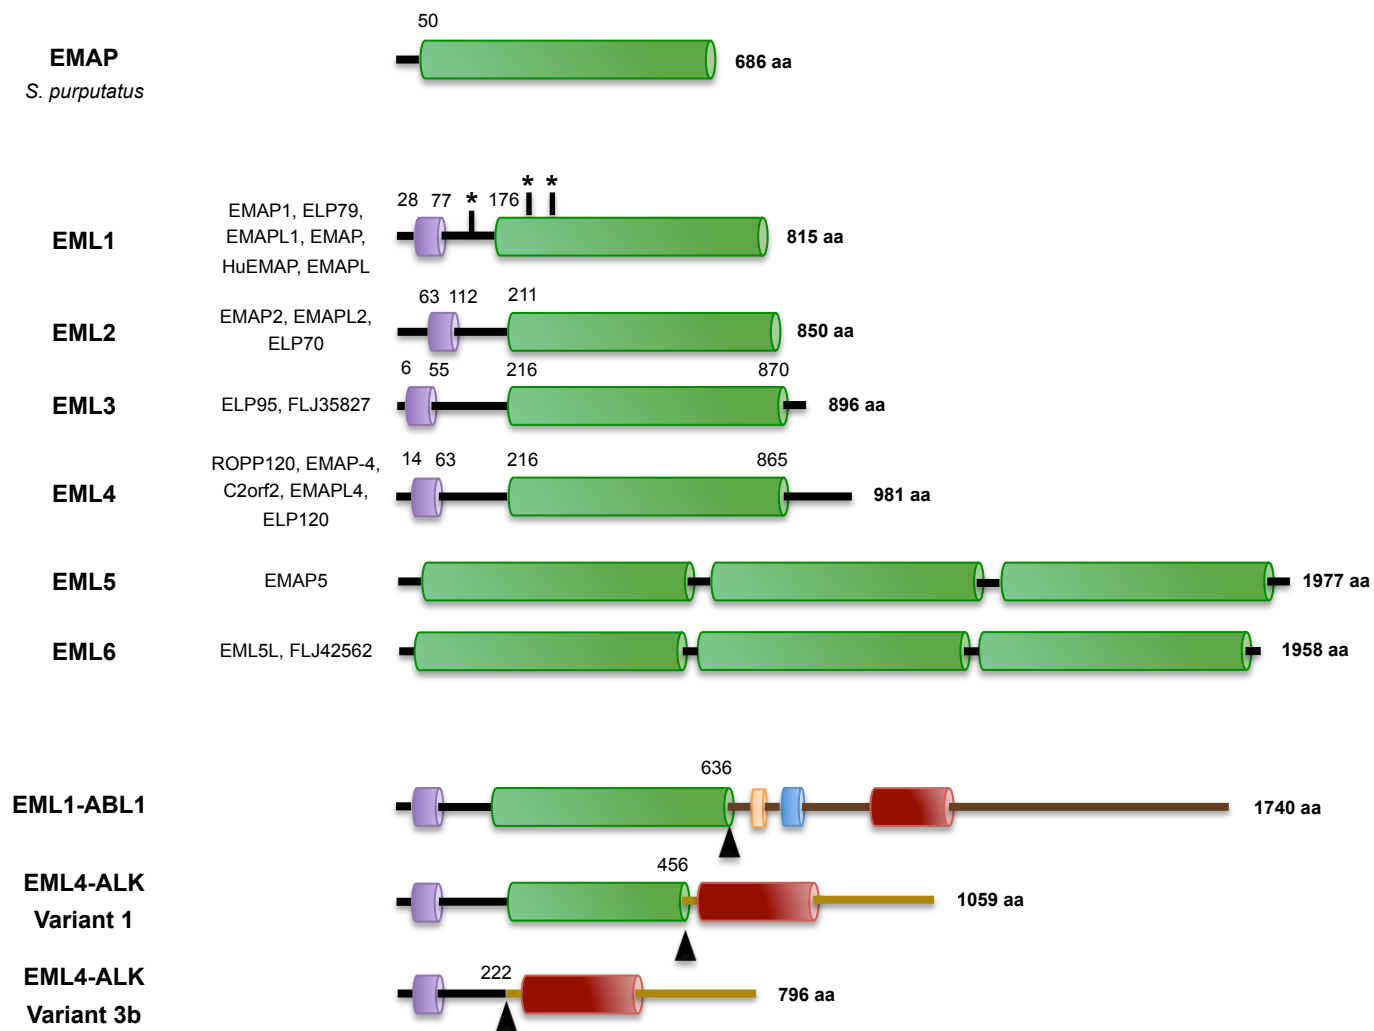 50
EMAP
686 aa
S. purputatus
28 77 * 176 * *
EMAP1, ELP79,
EML1
EMAPL1, EMAP,
815 aa
HuEMAP, EMAPL
63 112 211
EML2
EMAP2, EMAPL2,
850 aa
ELP70
6 55 216 870
EML3
ELP95, FLJ35827
896 aa
14 63 216 865
ROPP120, EMAP-4,
EML4
C2orf2, EMAPL4,
981 aa
ELP120
EML5
EMAP5
1977 aa
EML6
EML5L, FLJ42562
1958 aa
636
EML1-ABL1
1740 aa
456
EML4-ALK
Variant 1
1059 aa
222
EML4-ALK
Variant 3b
796 aa